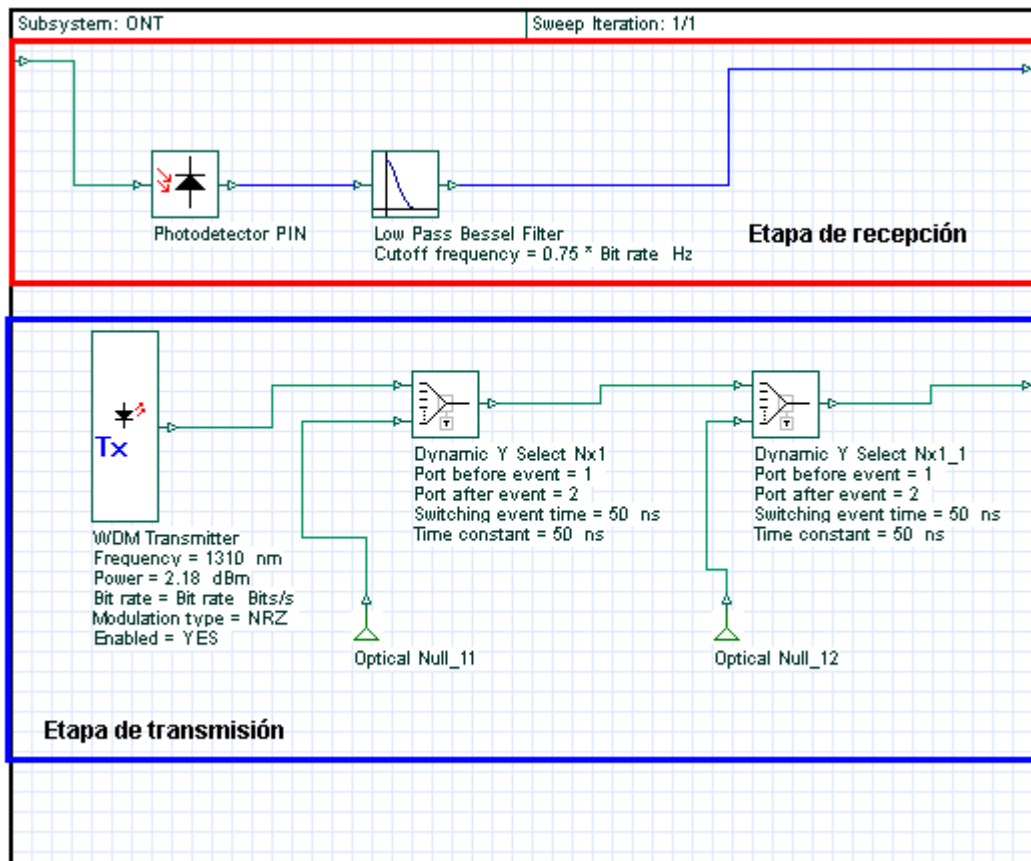 Subsystem: ONT
Sweep Iteration: 1/1
Photodetector PIN
Low Pass Bessel Filter
Cutoff frequency = 0.75 * Bit rate Hz
Etapa de recepción
Tx
WDM Transmitter
Frequency = 1310 nm
Power = 2.18 dBm
Bit rate = Bit rate Bits/s
Modulation type = NRZ
Enabled = YES
T
Dynamic Y Select Nx1
Port before event = 1
Port after event = 2
Switching event time = 50 ns
Time constant = 50 ns
T
Dynamic Y Select Nx1_1
Port before event = 1
Port after event = 2
Switching event time = 50 ns
Time constant = 50 ns
Optical Null_11
Optical Null_12
Etapa de transmisión